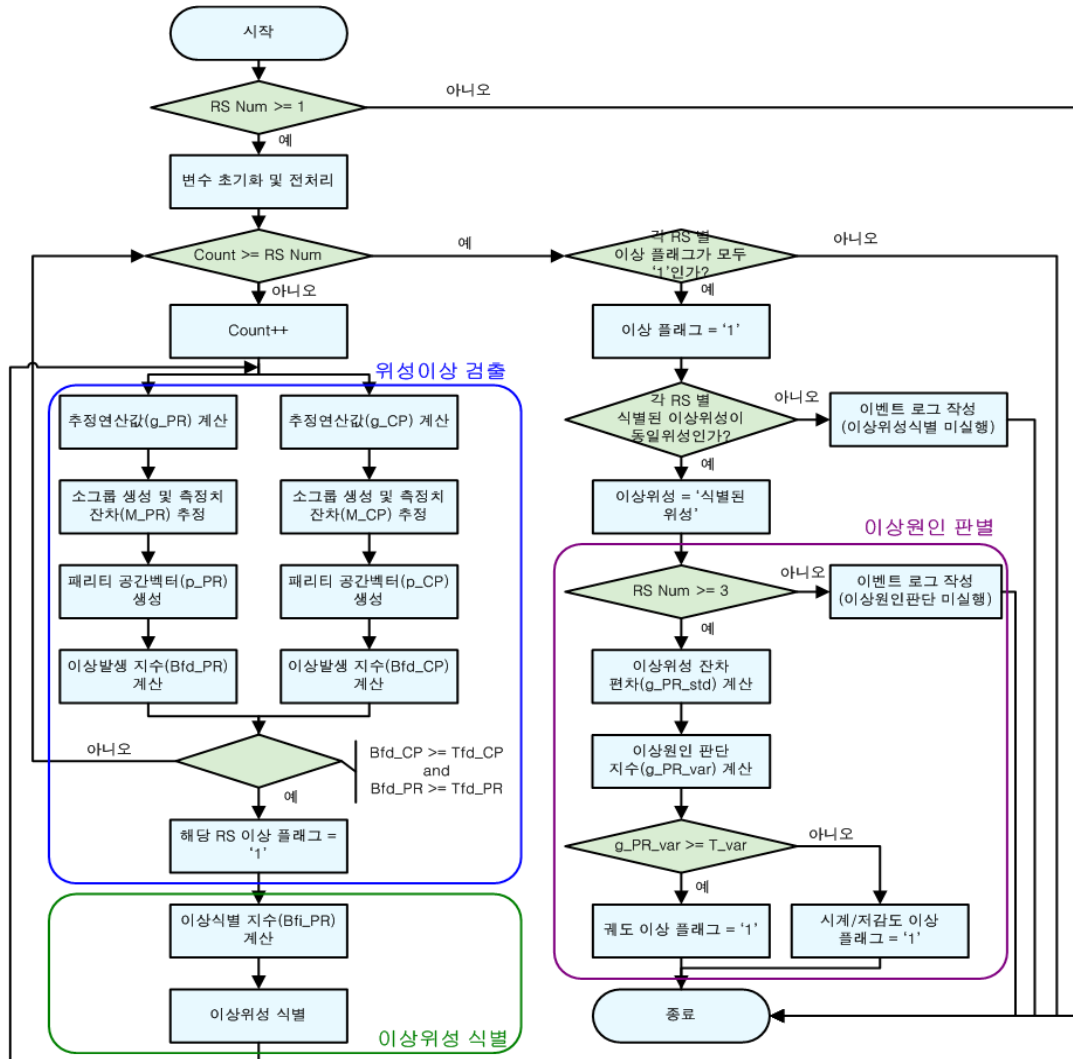 시작
RS Num >= 1
아니오
예
변수 초기화 및 전처리
Count >= RS Num
예
아니오
Count++
위성이상 검출
추정연산값(g_PR) 계산
추정연산값(g_CP) 계산
소그룹 생성 및 측정치
잔차(M_PR) 추정
소그룹 생성 및 측정치
잔차(M_CP) 추정
패리티 공간벡터(p_PR)
생성
패리티 공간벡터(p_CP)
생성
이상발생 지수(Bfd_PR)
계산
이상발생 지수(Bfd_CP)
계산
아니오
Bfd_CP >= Tfd_CP
and
Bfd_PR >= Tfd_PR
예
해당 RS 이상 플래그 =
'1'
이상식별 지수(Bfi_PR)
계산
이상위성 식별
이상위성 식별
각 RS 별
이상 플래그가 모두
'1'인가?
아니오
예
이상 플래그 = '1'
각 RS 별
식별된 이상위성이
동일위성인가?
아니오
이벤트 로그 작성
(이상위성식별 미실행)
예
이상위성 = '식별된
위성'
이상원인 판별
RS Num >= 3
아니오
이벤트 로그 작성
(이상원인판단 미실행)
예
이상위성 잔차
편차(g_PR_std) 계산
이상원인 판단
지수(g_PR_var) 계산
g_PR_var >= T_var
아니오
예
궤도 이상 플래그 = '1'
시계/저감도 이상
플래그 = '1'
종료